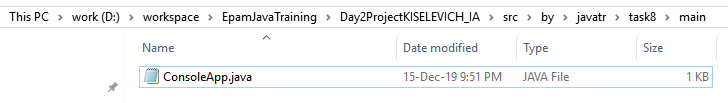 This PC > work (D:) > workspace > EpamJavaTraining > Day2ProjectKISELEVICH_IA > src > by > javatr > task8 > main
Name Date modified Type Size
ConsoleApp.java 15-Dec-19 9:51 PM JAVA File 1 KB